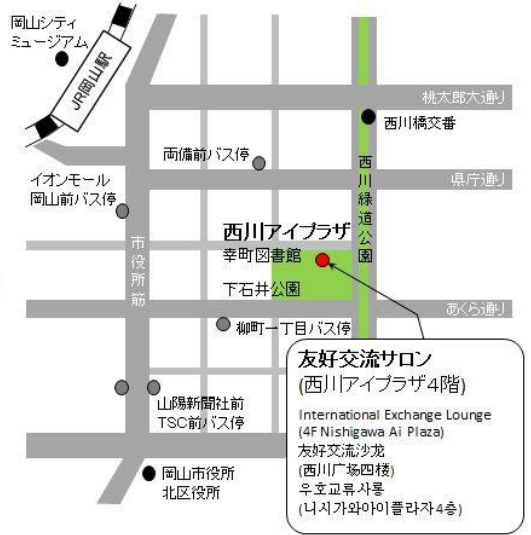 岡山シティ
ミュージアム
JR岡山駅
桃太郎大通り
西川橋交番
両備前バス停
県庁通り
西川緑道公園
イオンモール
岡山前バス停
市役所筋
西川アイプラザ
幸町図書館
下石井公園
あくら通り
柳町一丁目バス停
友好交流サロン
(西川アイプラザ4階)
International Exchange Lounge
(4F Nishigawa Ai Plaza)
友好交流沙龙
(西川广场四楼)
우호교류사롱
(니시가와아이플라자 4층)
山陽新聞社前
TSC前バス停
岡山市役所
北区役所